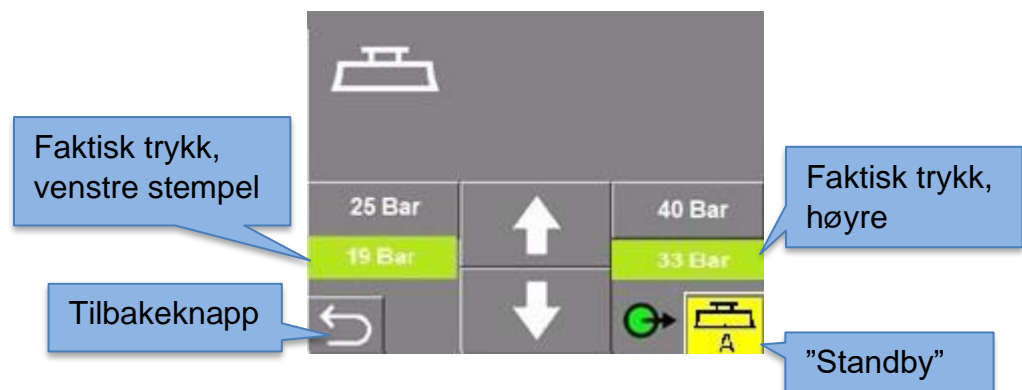 Faktisk trykk,
venstre stempel
25 Bar
19 Bar
Tilbakeknapp
40 Bar
33 Bar
A
Faktisk trykk,
høyre
”Standby”